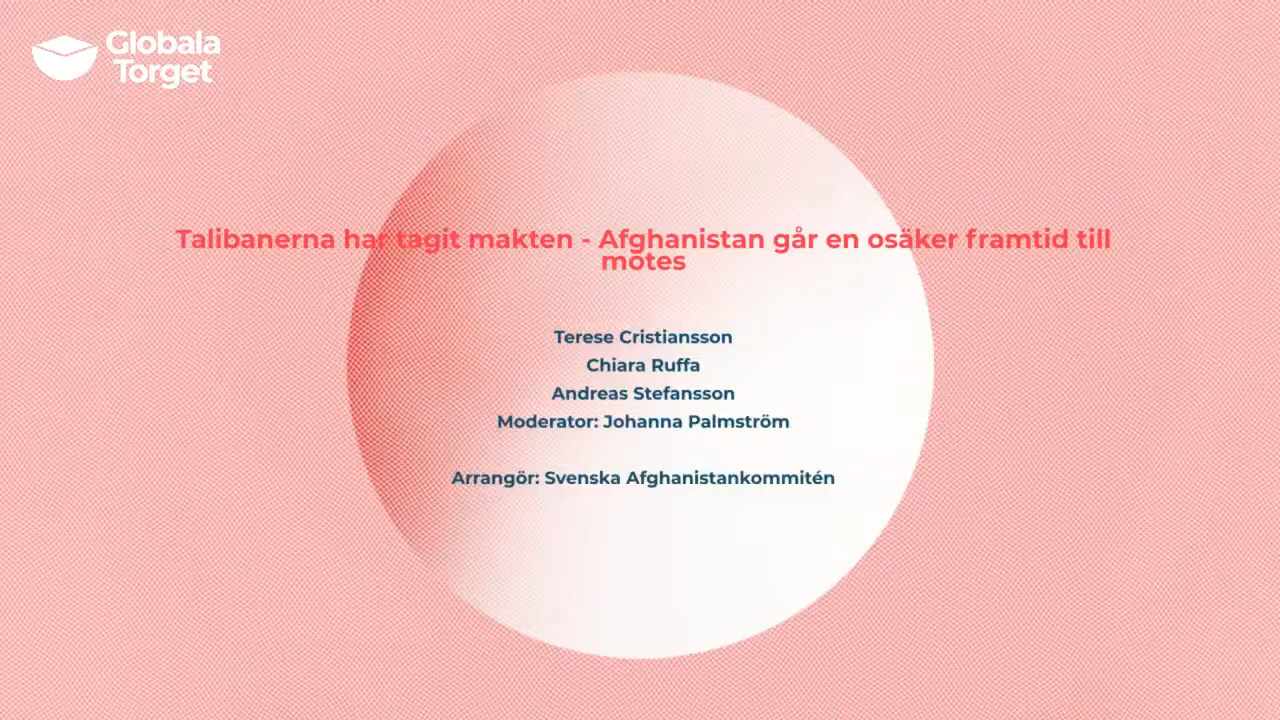 Globala
Torget
Talibanerna har tagit makten - Afghanistan går en osäker framtid till
mötes
Terese Cristiansson
Chiara Ruffa
Andreas Stefansson
Moderator: Johanna Palmström
Arrangör: Svenska Afghanistankommitén